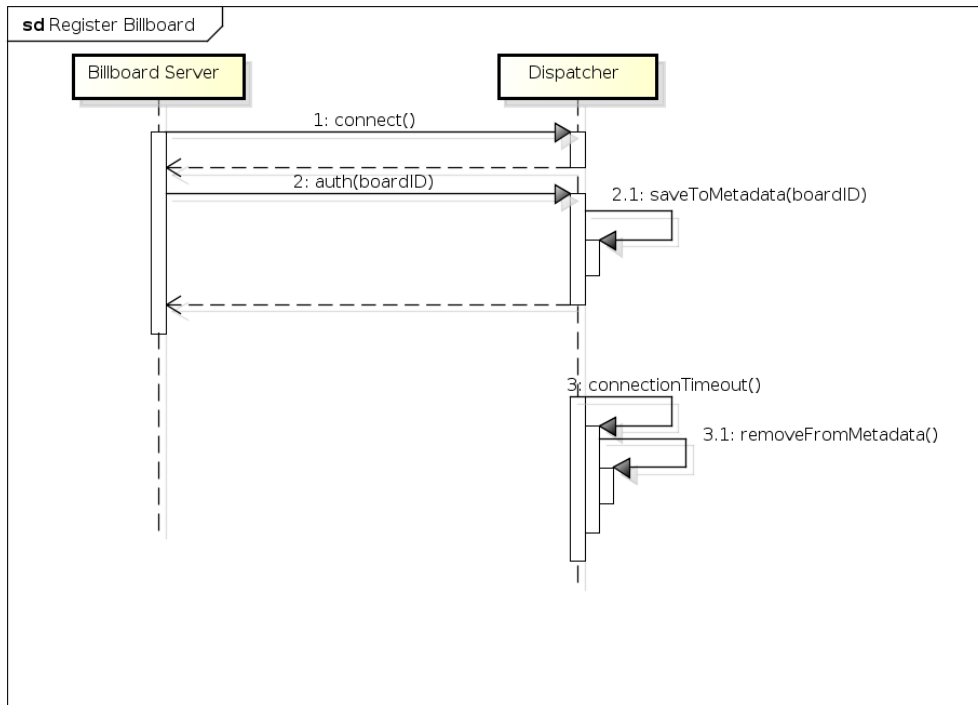 sd Register Billboard
Billboard Server
Dispatcher
1: connect()
2: auth(boardID)
2.1: saveToMetadata(boardID)
3: connectionTimeout()
3.1: removeFromMetadata()